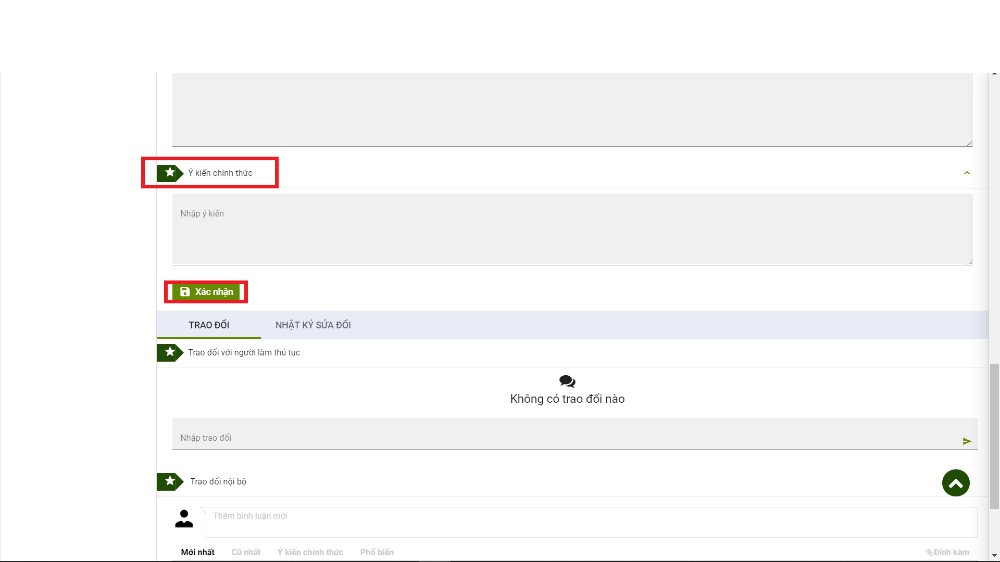 Ý kiến chính thức
Nhập ý kiến
Xác nhận
TRAO ĐỔI NHẬT KÝ SỬA ĐỔI
Trao đổi với người làm thủ tục
Không có trao đổi nào
Nhập trao đổi
Trao đổi nội bộ
Thêm bình luận mới
Mới nhất Cũ nhất Ý kiến chính thức Phổ biến Đính kèm